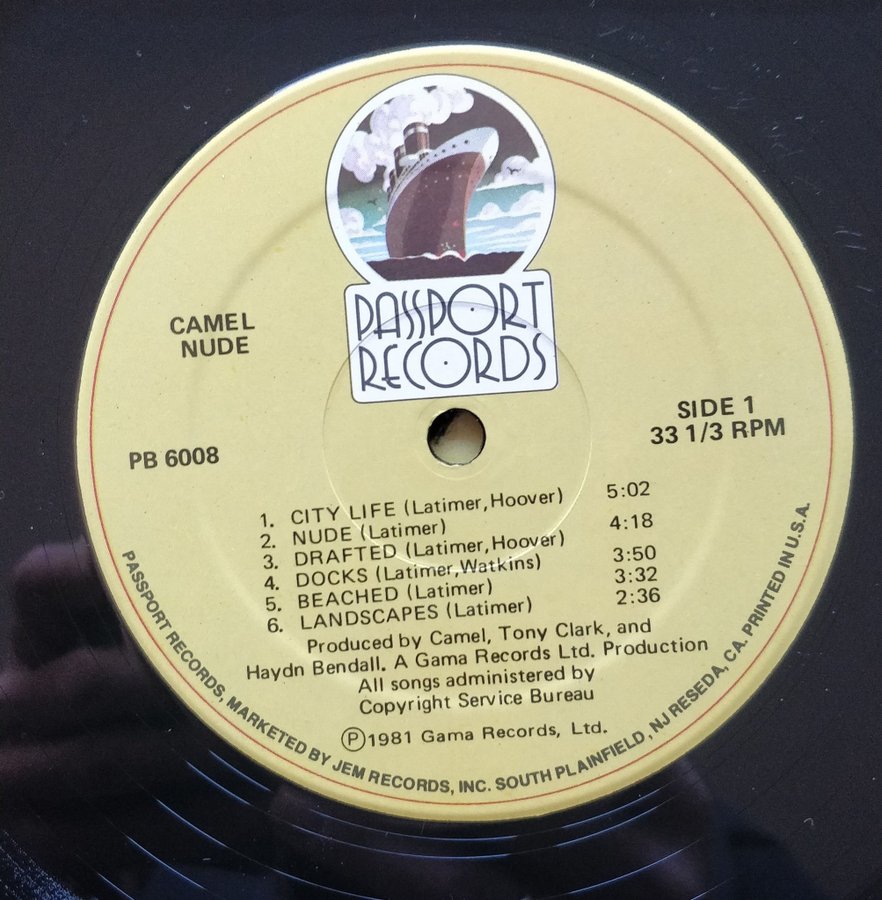 PASSPORT
RECORDS
CAMEL
NUDE
PB 6008
SIDE 1
33 1/3 RPM
1. CITY LIFE (Latimer,Hoover) 5:02
2. NUDE (Latimer)
3. DRAFTED (Latimer,Hoover) 4:18
4. DOCKS (Latimer,Watkins) 3:50
5. BEACHED (Latimer) 3:32
6. LANDSCAPES (Latimer) 2:36
Produced by Camel, Tony Clark, and
Haydn Bendall. A Gama Records Ltd. Production
All songs administered by
Copyright Service Bureau
Ⓟ1981 Gama Records, Ltd.
PASSPORT RECORDS, MARKETED BY JEM RECORDS, INC. SOUTH PLAINFIELD, NJ RESEDA, CA. PRINTED IN U.S.A.